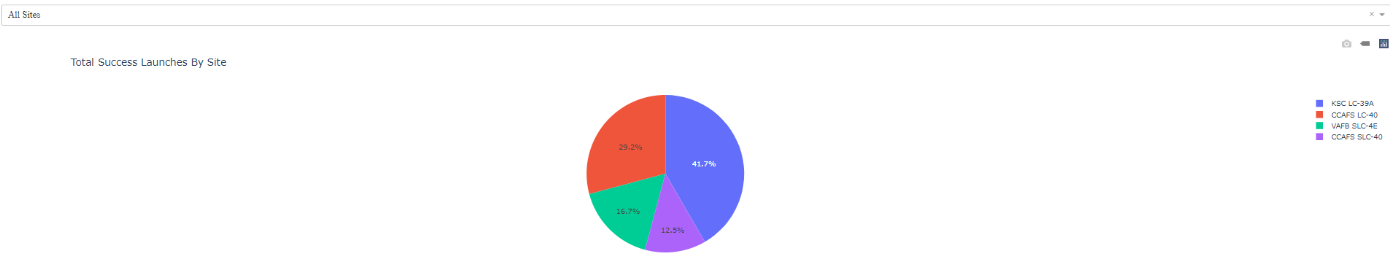 All Sites
Total Success Launches By Site
KSC LC-39A
CCAFS LC-40
VAFB SLC-4E
CCAFS SLC-40
29.2%
41.7%
16.7%
12.5%